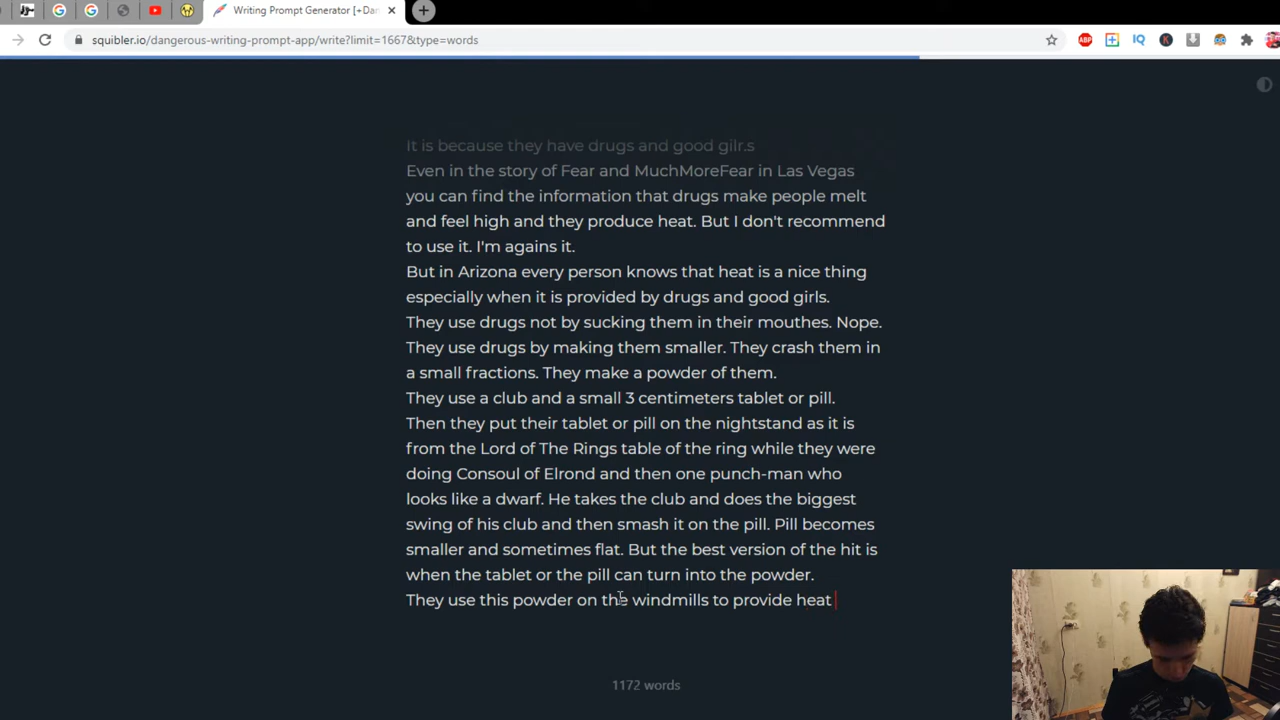 Writing Prompt Generator [+Dan
squibler.io/dangerous-writing-prompt-app/write?limit=1667&type=words
ABP
IQ
K
It is because they have drugs and good gilr.s
Even in the story of Fear and MuchMoreFear in Las Vegas
you can find the information that drugs make people melt
and feel high and they produce heat. But I don't recommend
to use it. I'm agains it.
But in Arizona every person knows that heat is a nice thing
especially when it is provided by drugs and good girls.
They use drugs not by sucking them in their mouthes. Nope.
They use drugs by making them smaller. They crash them in
a small fractions. They make a powder of them.
They use a club and a small 3 centimeters tablet or pill.
Then they put their tablet or pill on the nightstand as it is
from the Lord of The Rings table of the ring while they were
doing Consoul of Elrond and then one punch-man who
looks like a dwarf. He takes the club and does the biggest
swing of his club and then smash it on the pill. Pill becomes
smaller and sometimes flat. But the best version of the hit is
when the tablet or the pill can turn into the powder.
They use this powder on the windmills to provide heat
1172 words